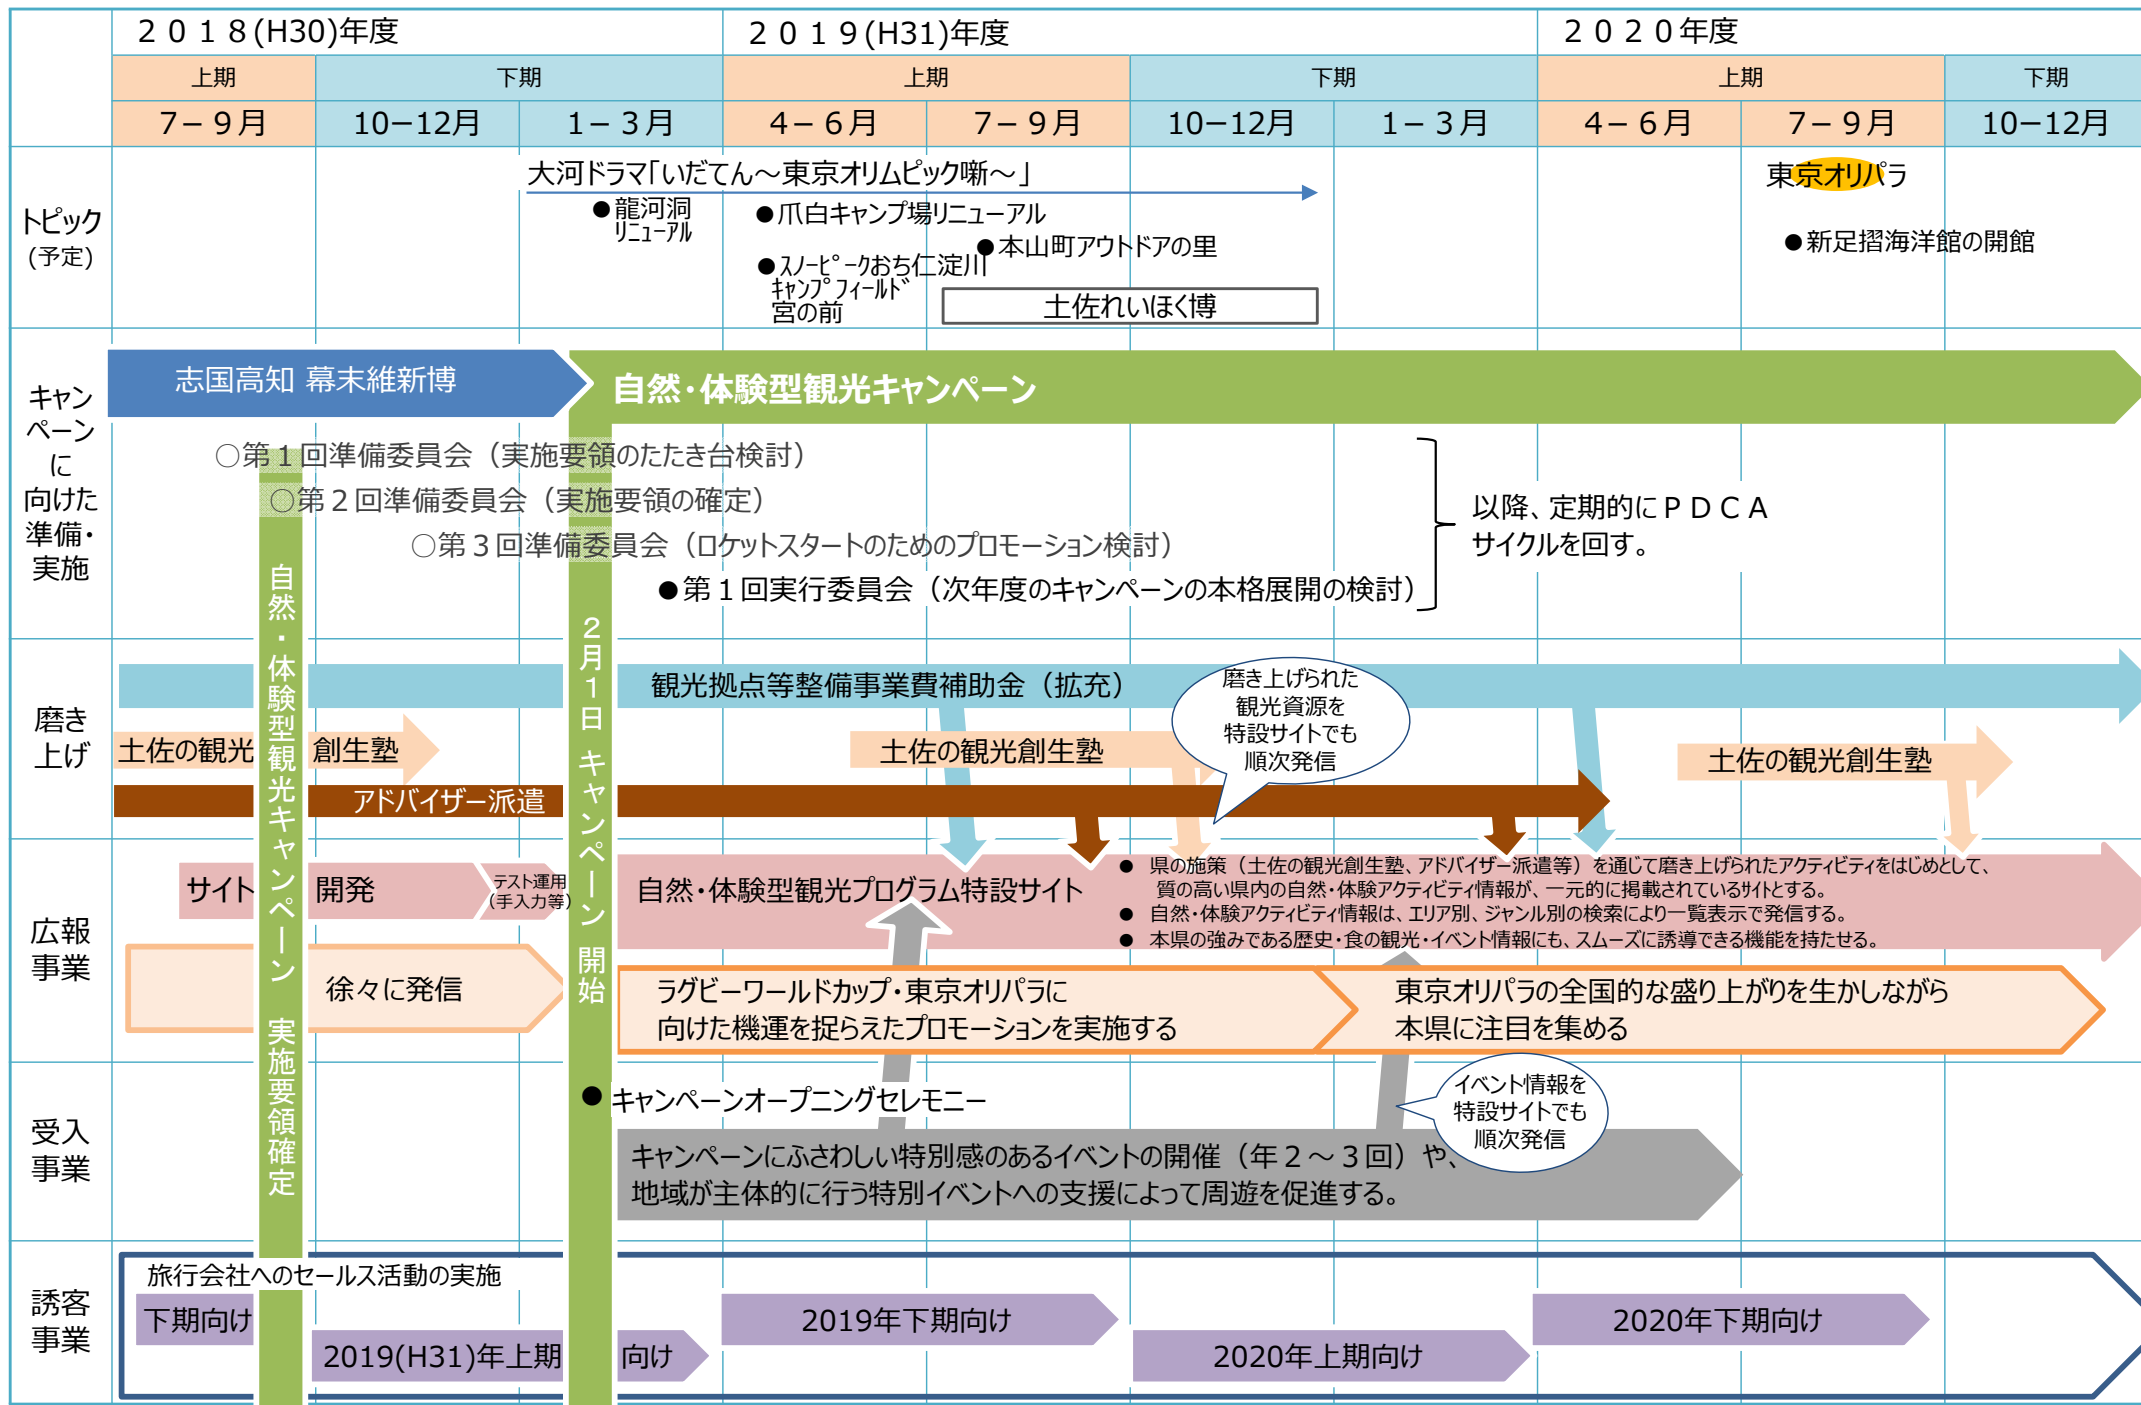 ２０１８(H30)年度
２０１９(H31)年度
２０２０年度
上期
下期
上期
下期
上期
下期
７－９月
10－12月
１－３月
４－６月
７－９月
10－12月
１－３月
４－６月
７－９月
10－12月
トピック
(予定)
大河ドラマ「いだてん～東京オリムピック噺～」
●龍河洞
リニューアル
●爪白キャンプ場リニューアル
●本山町アウトドアの里
●スノーピークおち仁淀川
キャンプフィールド
宮の前
土佐れいほく博
東京オリパラ
●新足摺海洋館の開館
キャン
ペーン
に
向けた
準備・
実施
志国高知 幕末維新博
自然・体験型観光キャンペーン
○第１回準備委員会（実施要領のたたき台検討）
○第２回準備委員会（実施要領の確定）
○第３回準備委員会（ロケットスタートのためのプロモーション検討）
●第１回実行委員会（次年度のキャンペーンの本格展開の検討）
以降、定期的にＰＤＣＡ
サイクルを回す。
自然・体験型観光キャンペーン 実施要領確定
２月１日 キャンペーン 開始
磨き
上げ
観光拠点等整備事業費補助金（拡充）
土佐の観光創生塾
土佐の観光創生塾
土佐の観光創生塾
アドバイザー派遣
磨き上げられた
観光資源を
特設サイトでも
順次発信
広報
事業
サイト開発
テスト運用
（手入力等）
自然・体験型観光プログラム特設サイト
● 県の施策（土佐の観光創生塾、アドバイザー派遣等）を通じて磨き上げられたアクティビティをはじめとして、
質の高い県内の自然・体験アクティビティ情報が、一元的に掲載されているサイトとする。
● 自然・体験アクティビティ情報は、エリア別、ジャンル別の検索により一覧表示で発信する。
● 本県の強みである歴史・食の観光・イベント情報にも、スムーズに誘導できる機能を持たせる。
徐々に発信
ラグビーワールドカップ・東京オリパラに
向けた機運を捉らえたプロモーションを実施する
東京オリパラの全国的な盛り上がりを生かしながら
本県に注目を集める
受入
事業
● キャンペーンオープニングセレモニー
キャンペーンにふさわしい特別感のあるイベントの開催（年２～３回）や、
地域が主体的に行う特別イベントへの支援によって周遊を促進する。
イベント情報を
特設サイトでも
順次発信
誘客
事業
旅行会社へのセールス活動の実施
下期向け
2019(H31)年上期向け
2019年下期向け
2020年上期向け
2020年下期向け